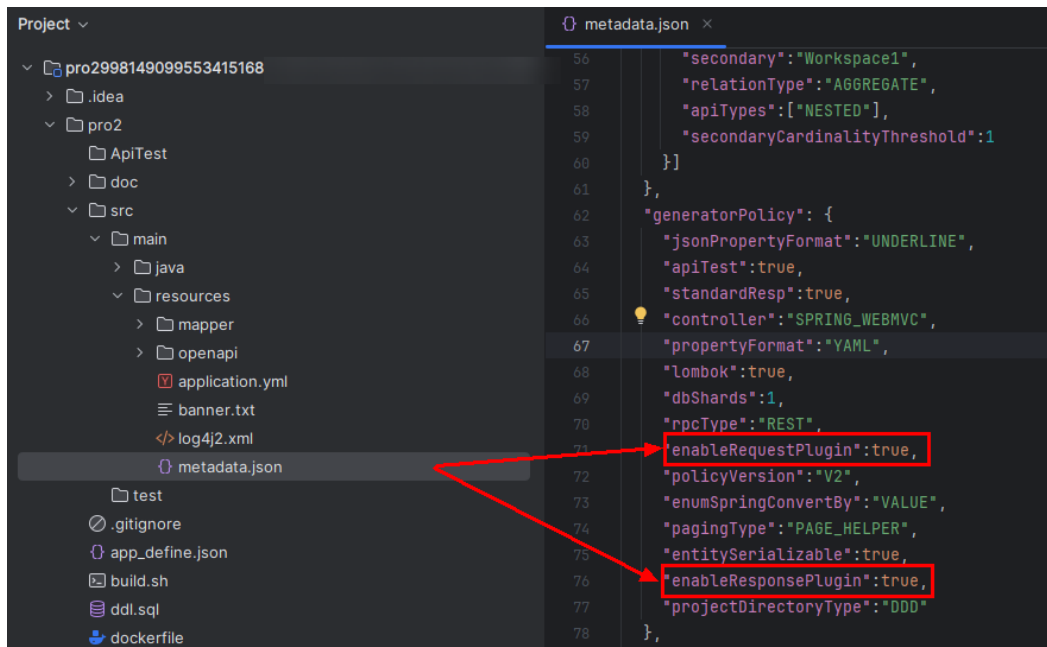 Project
pro2998149099553415168
.idea
pro2
ApiTest
doc
src
main
java
resources
mapper
openapi
application.yml
banner.txt
log4j2.xml
metadata.json
test
.gitignore
app_define.json
build.sh
ddl.sql
dockerfile
metadata.json
56 "secondary":"Workspace1",
57 "relationType":"AGGREGATE",
58 "apiTypes":["NESTED"],
59 "secondaryCardinalityThreshold":1
60 }]
61 },
62 "generatorPolicy": {
63 "jsonPropertyFormat":"UNDERLINE",
64 "apiTest":true,
65 "standardResp":true,
66 "controller":"SPRING_WEBMVC",
67 "propertyFormat":"YAML",
68 "lombok":true,
69 "dbShards":1,
70 "rpcType":"REST",
71 "enableRequestPlugin":true,
72 "policyVersion":"V2",
73 "enumSpringConvertBy":"VALUE",
74 "pagingType":"PAGE_HELPER",
75 "entitySerializable":true,
76 "enableResponsePlugin":true,
77 "projectDirectoryType":"DDD"
78 },